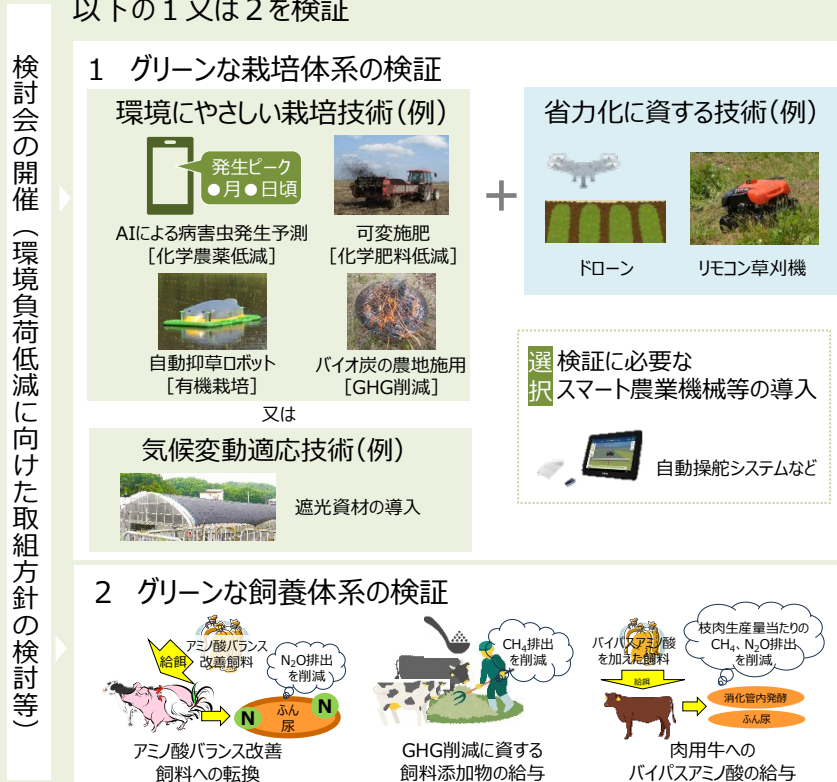 以下の1又は2を検証
検討会の開催（環境負荷低減に向けた取組方針の検討等）
1 グリーンな栽培体系の検証
環境にやさしい栽培技術（例）
発生ピーク
●月●日頃
AIによる病害虫発生予測
［化学農薬低減］
可変施肥
［化学肥料低減］
自動抑草ロボット
［有機栽培］
バイオ炭の農地施用
［GHG削減］
又は
気候変動適応技術（例）
遮光資材の導入
＋
省力化に資する技術（例）
ドローン
リモコン草刈機
選択
検証に必要な
スマート農業機械等の導入
自動操舵システムなど
2 グリーンな飼養体系の検証
アミノ酸バランス
改善飼料
給餌
N₂O排出
を削減
N
ふん
尿
N
アミノ酸バランス改善
飼料への転換
CH₄排出
を削減
GHG削減に資する
飼料添加物の給与
バイパスアミノ酸
を加えた飼料
給餌
枝肉生産量当たりの
CH₄、N₂O排出
を削減
消化管内発酵
ふん尿
肉用牛への
バイパスアミノ酸の給与